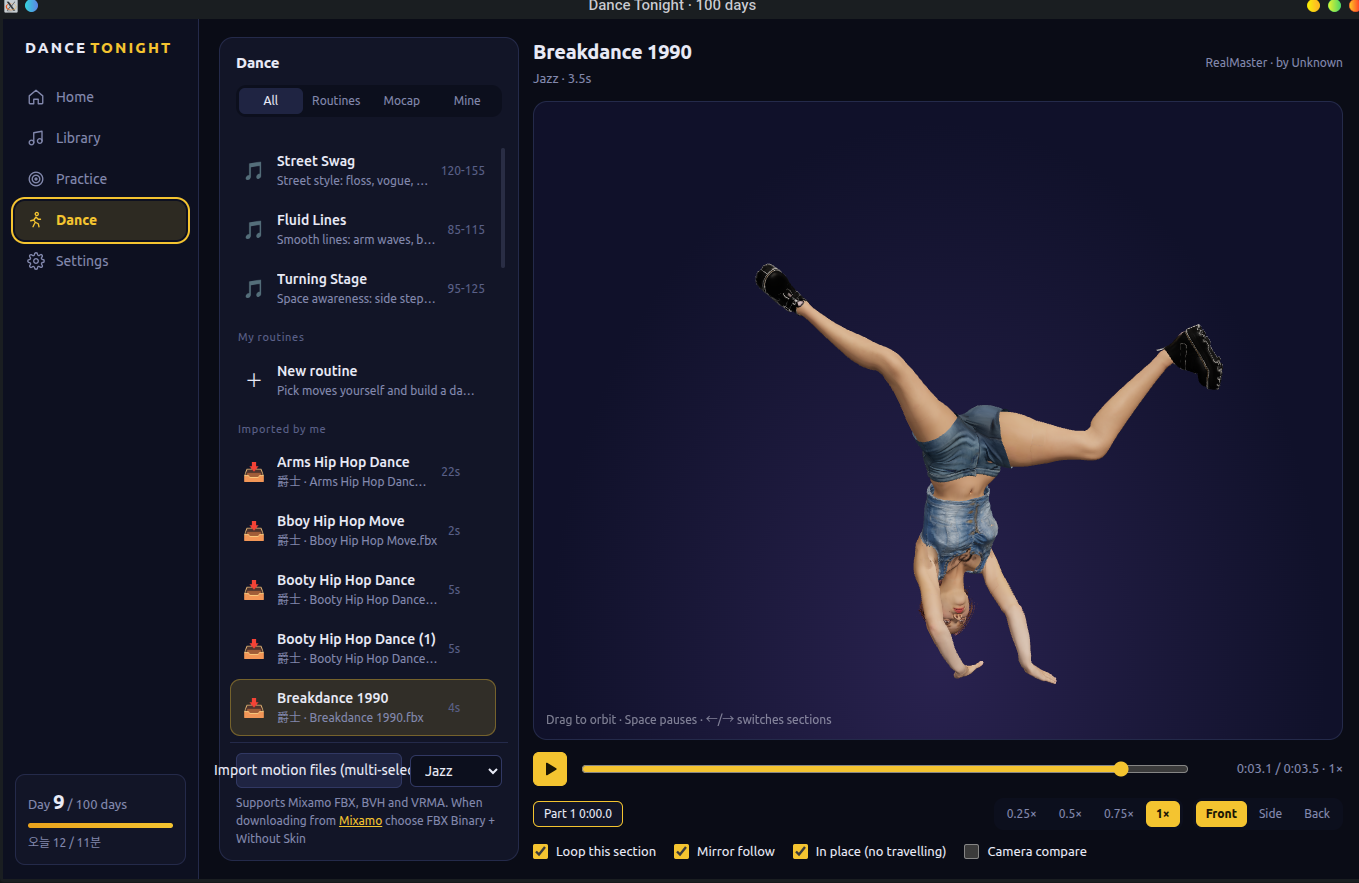 Dance Tonight · 100 days
DANCE TONIGHT
Home
Library
Practice
Dance
Settings
Day 9 / 100 days
오늘 12 / 11분
Dance
All Routines Mocap Mine
Street Swag
Street style: floss, vogue, …
120-155
Fluid Lines
Smooth lines: arm waves, b…
85-115
Turning Stage
Space awareness: side step…
95-125
My routines
+ New routine
Pick moves yourself and build a da…
Imported by me
Arms Hip Hop Dance
爵士 · Arms Hip Hop Danc…
22s
Bboy Hip Hop Move
爵士 · Bboy Hip Hop Move.fbx
2s
Booty Hip Hop Dance
爵士 · Booty Hip Hop Dance…
5s
Booty Hip Hop Dance (1)
爵士 · Booty Hip Hop Dance…
5s
Breakdance 1990
爵士 · Breakdance 1990.fbx
4s
Import motion files (multi-selec
Jazz
Supports Mixamo FBX, BVH and VRMA. When
downloading from Mixamo choose FBX Binary +
Without Skin
Breakdance 1990
Jazz · 3.5s
RealMaster · by Unknown
Drag to orbit · Space pauses · ←/→ switches sections
0:03.1 / 0:03.5 · 1×
Part 1 0:00.0
0.25× 0.5× 0.75× 1×
Front Side Back
Loop this section
Mirror follow
In place (no travelling)
Camera compare